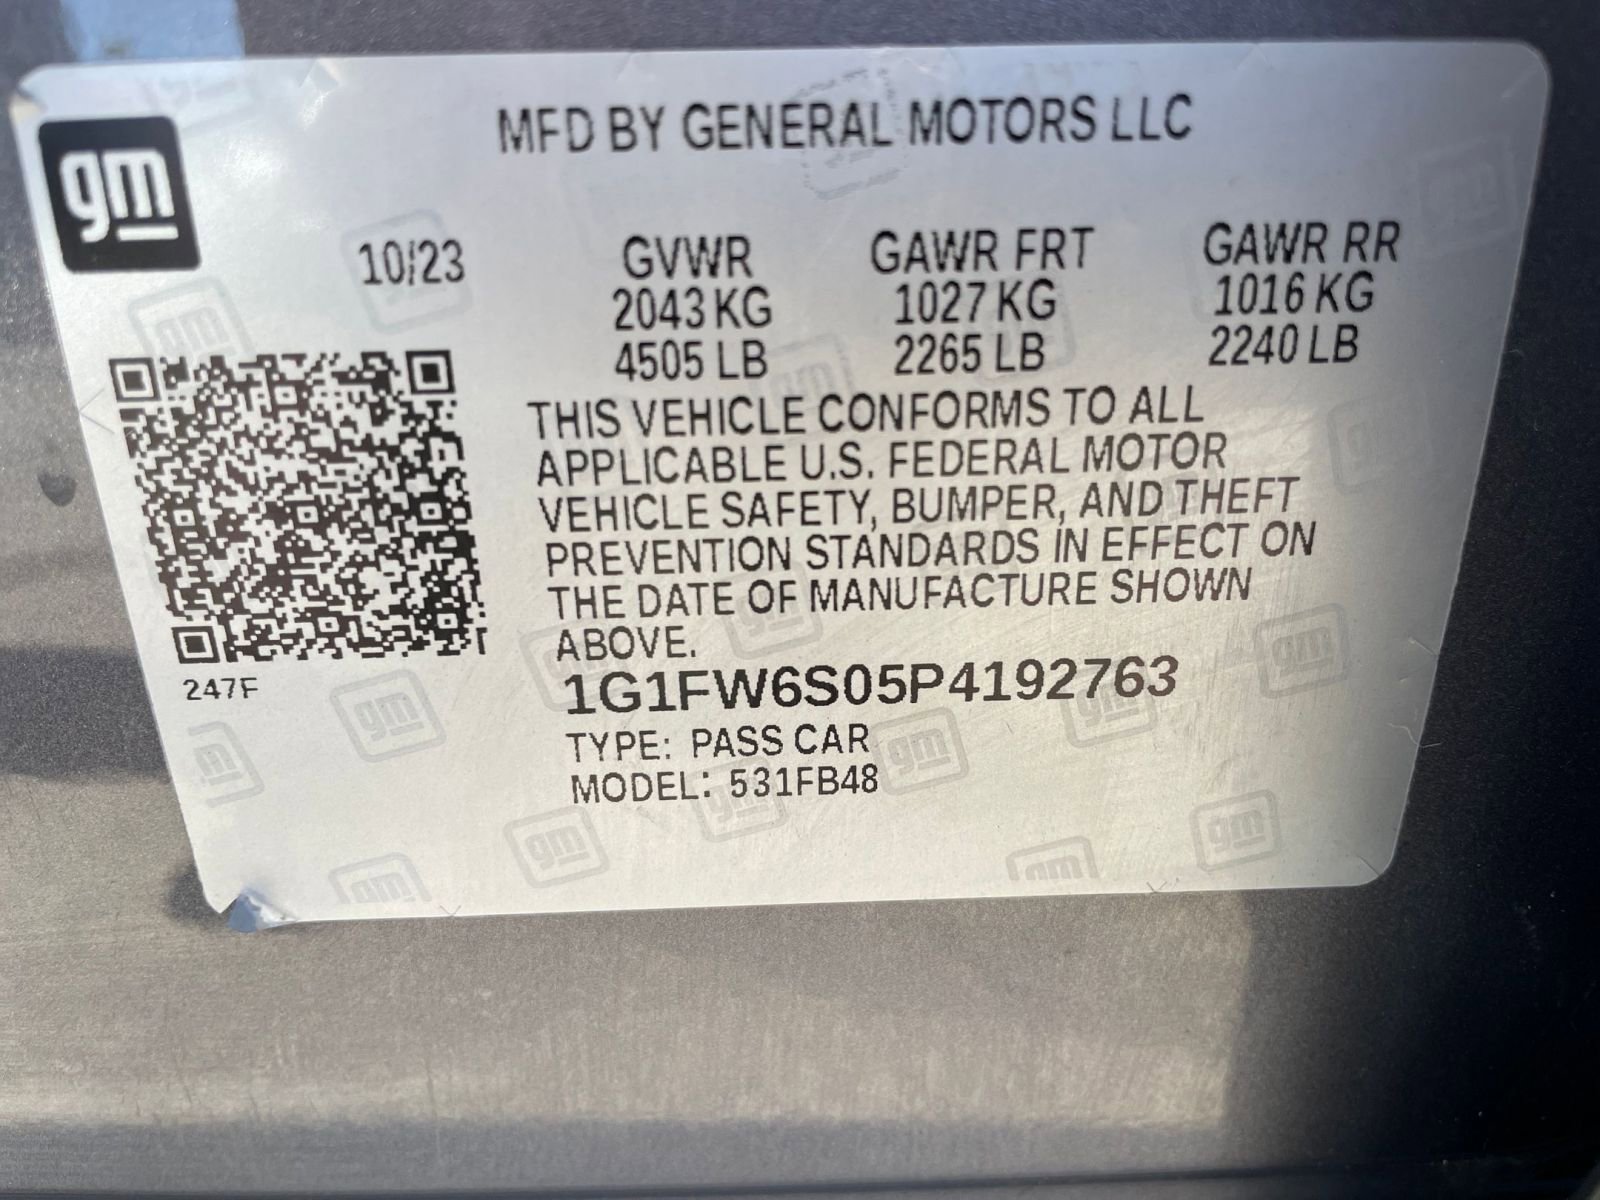 MFD BY GENERAL MOTORS LLC
gm
10/23
GVWR GAWR FRT GAWR RR
2043 KG 1027 KG 1016 KG
4505 LB 2265 LB 2240 LB
THIS VEHICLE CONFORMS TO ALL
APPLICABLE U.S. FEDERAL MOTOR
VEHICLE SAFETY, BUMPER, AND THEFT
PREVENTION STANDARDS IN EFFECT ON
THE DATE OF MANUFACTURE SHOWN
ABOVE.
247F
1G1FW6S05P4192763
TYPE: PASS CAR
MODEL: 531FB48